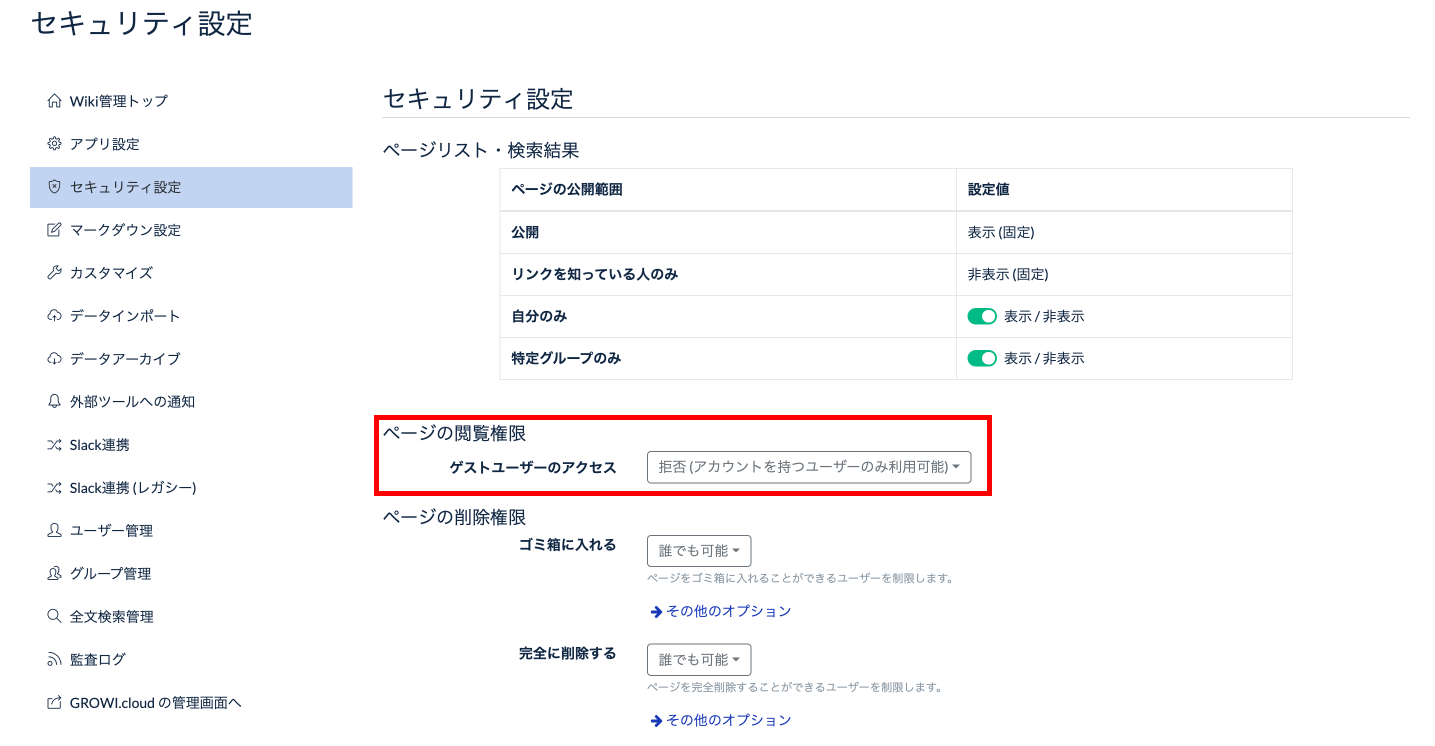 セキュリティ設定
Wiki管理トップ
アプリ設定
セキュリティ設定
マークダウン設定
カスタマイズ
データインポート
データアーカイブ
外部ツールへの通知
Slack連携
Slack連携 (レガシー)
ユーザー管理
グループ管理
全文検索管理
監査ログ
GROWI.cloud の管理画面へ
セキュリティ設定
ページリスト・検索結果
ページの公開範囲 設定値
公開 表示 (固定)
リンクを知っている人のみ 非表示 (固定)
自分のみ 表示 / 非表示
特定グループのみ 表示 / 非表示
ページの閲覧権限
ゲストユーザーのアクセス 拒否 (アカウントを持つユーザーのみ利用可能)
ページの削除権限
ゴミ箱に入れる 誰でも可能
ページをゴミ箱に入れることができるユーザーを制限します。
その他のオプション
完全に削除する 誰でも可能
ページを完全削除することができるユーザーを制限します。
その他のオプション